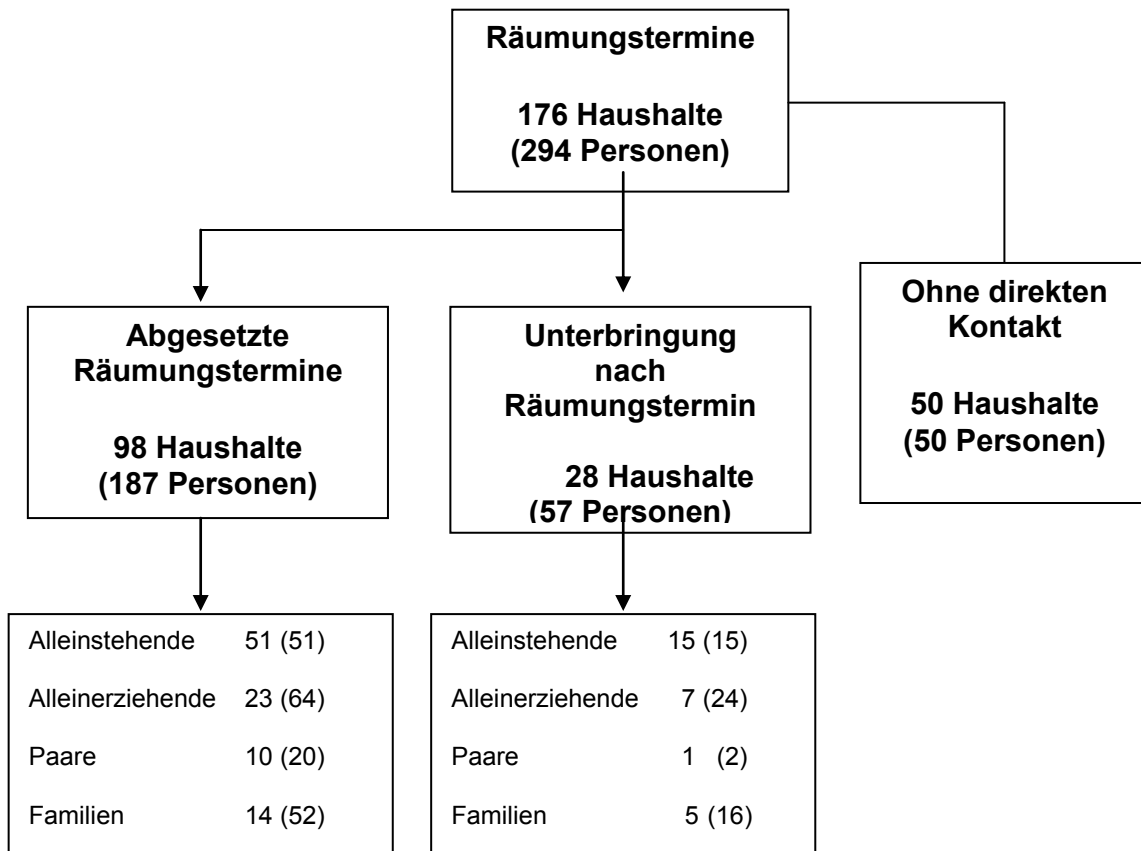 Räumungstermine
176 Haushalte
(294 Personen)
Ohne direkten
Kontakt
50 Haushalte
(50 Personen)
Abgesetzte
Räumungstermine
98 Haushalte
(187 Personen)
Unterbringung
nach
Räumungstermin
28 Haushalte
(57 Personen)
Alleinstehende 51 (51)
Alleinerziehende 23 (64)
Paare 10 (20)
Familien 14 (52)
Alleinstehende 15 (15)
Alleinerziehende 7 (24)
Paare 1 (2)
Familien 5 (16)